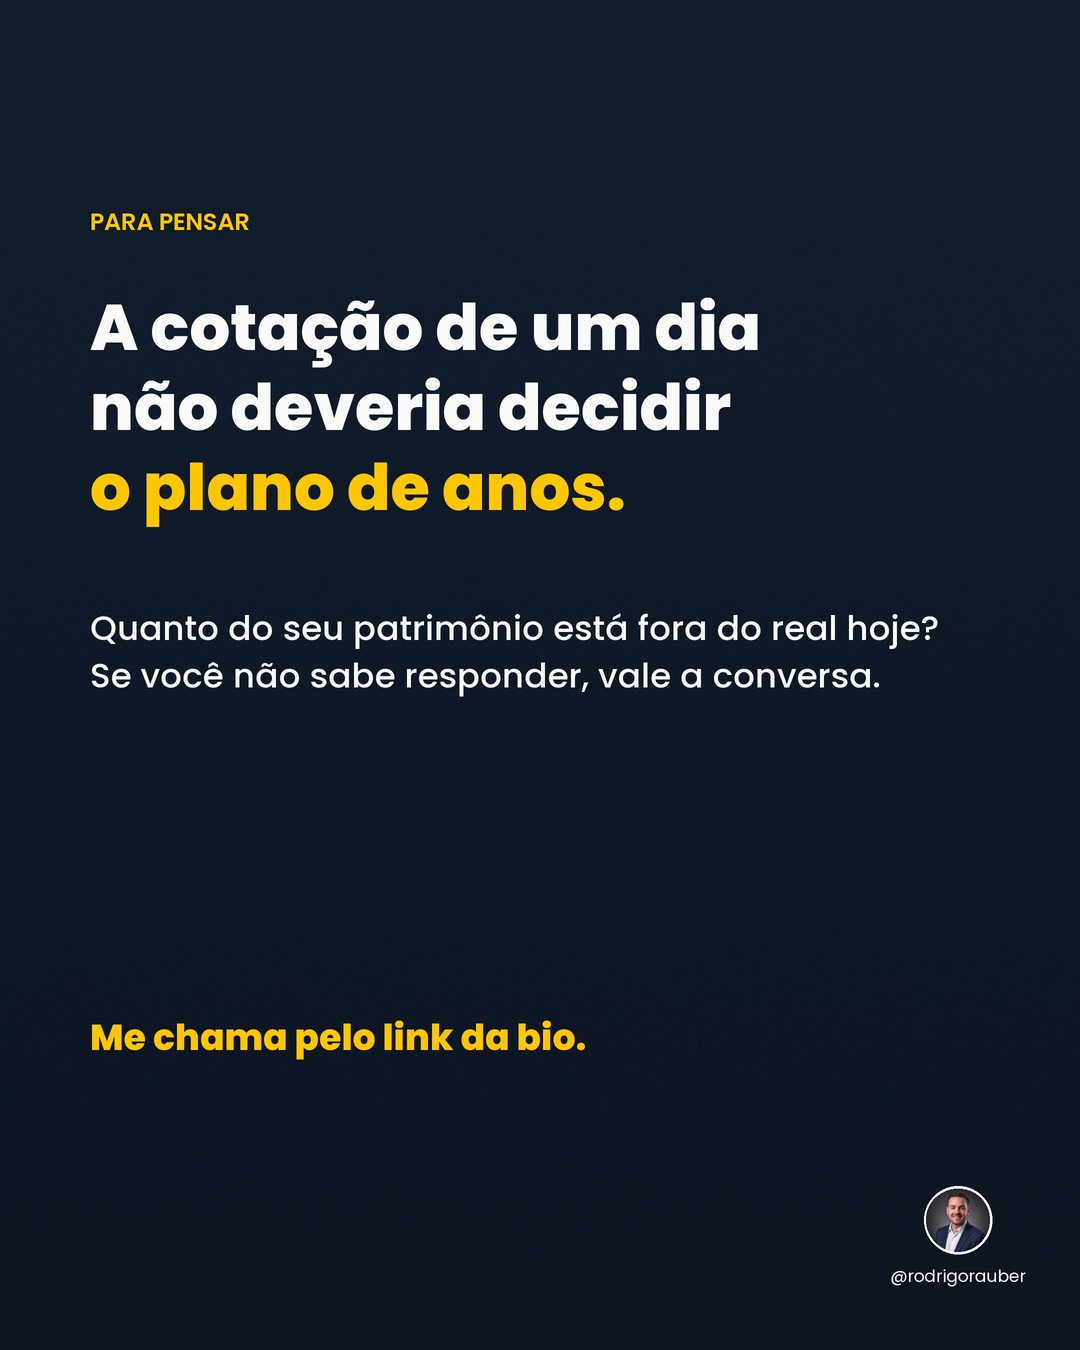 PARA PENSAR
A cotação de um dia
não deveria decidir
o plano de anos.
Quanto do seu patrimônio está fora do real hoje?
Se você não sabe responder, vale a conversa.
Me chama pelo link da bio.
@rodrigorauber